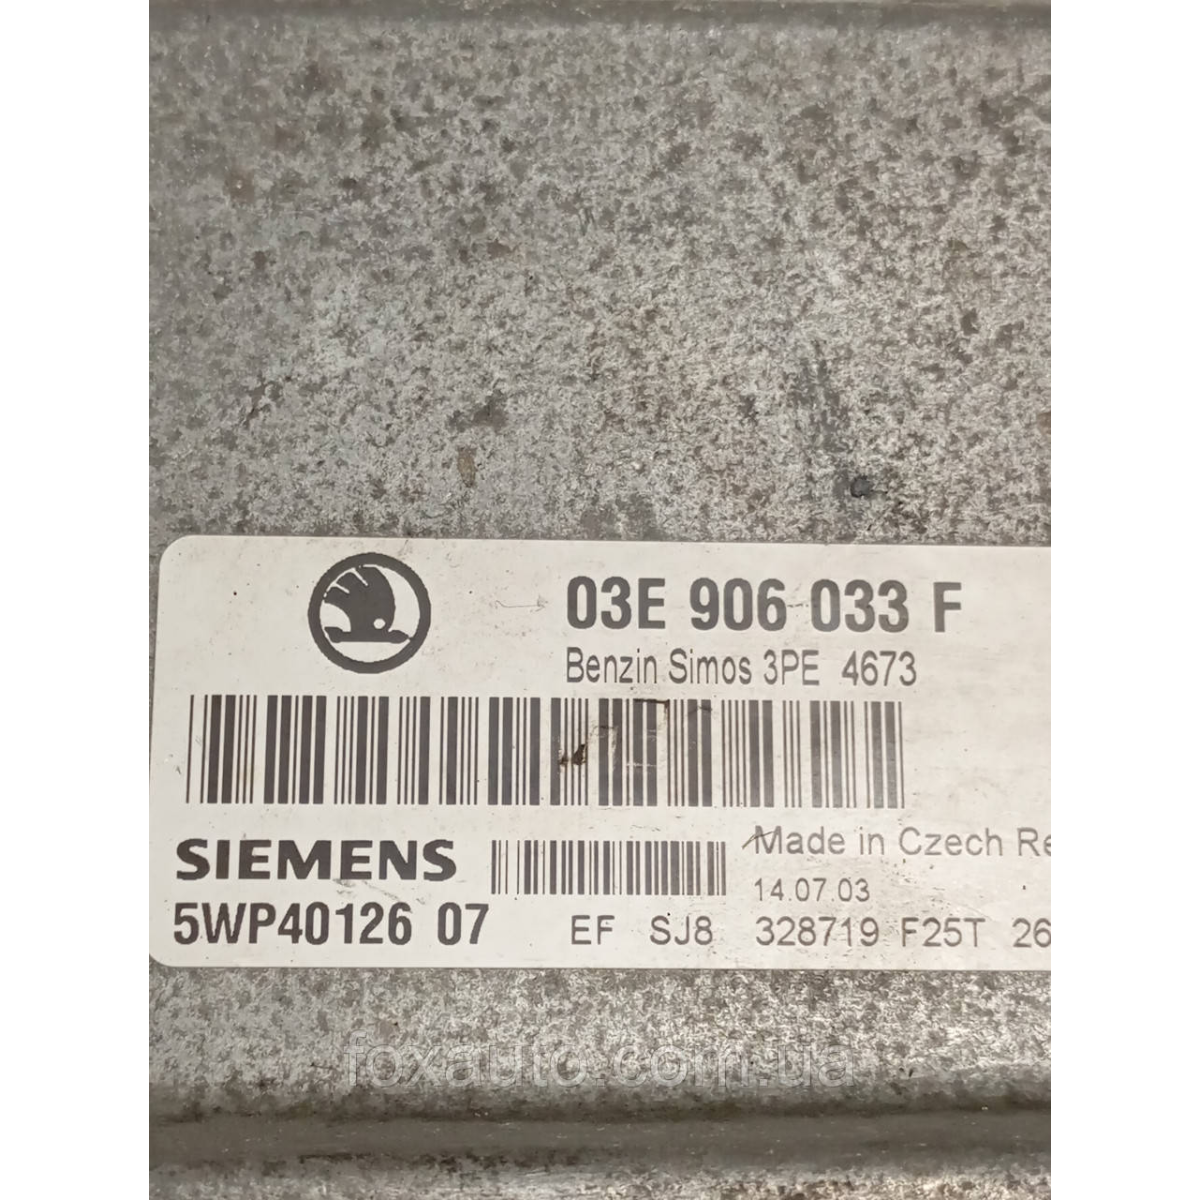 03E 906 033 F
Benzin Simos 3PE 4673
SIEMENS
Made in Czech Re
14.07.03
5WP40126 07
EF SJ8 328719 F25T 26
foxauto.com.ua